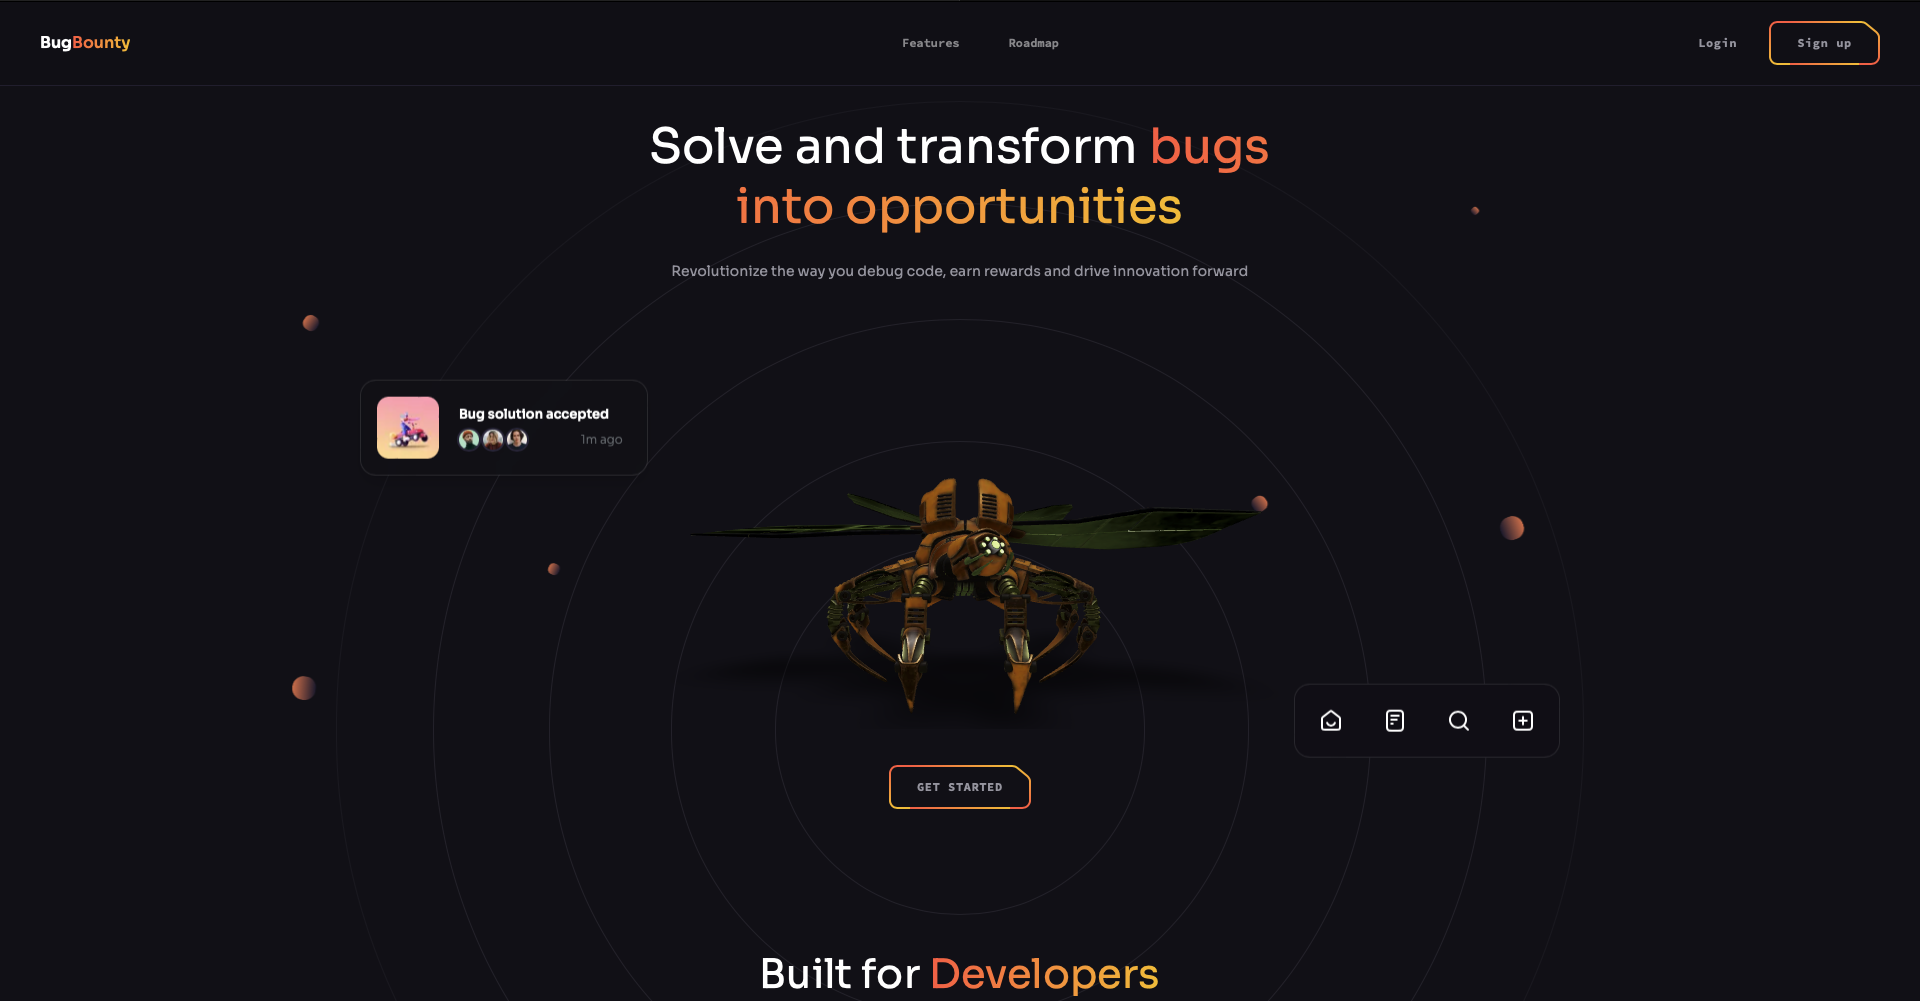 BugBounty
Features
Roadmap
Login
Sign up
Solve and transform bugs
into opportunities
Revolutionize the way you debug code, earn rewards and drive innovation forward
Bug solution accepted
1m ago
GET STARTED
Built for Developers